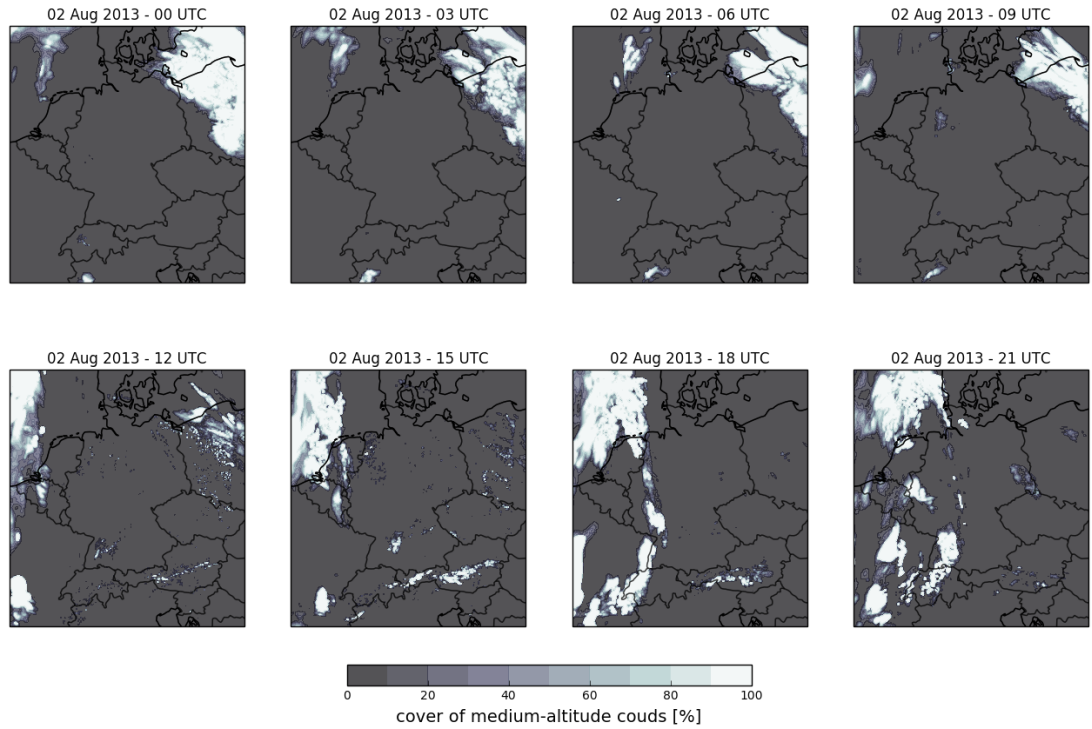 02 Aug 2013 - 00 UTC
02 Aug 2013 - 03 UTC
02 Aug 2013 - 06 UTC
02 Aug 2013 - 09 UTC
02 Aug 2013 - 12 UTC
02 Aug 2013 - 15 UTC
02 Aug 2013 - 18 UTC
02 Aug 2013 - 21 UTC
0 20 40 60 80 100
cover of medium-altitude couds [%]